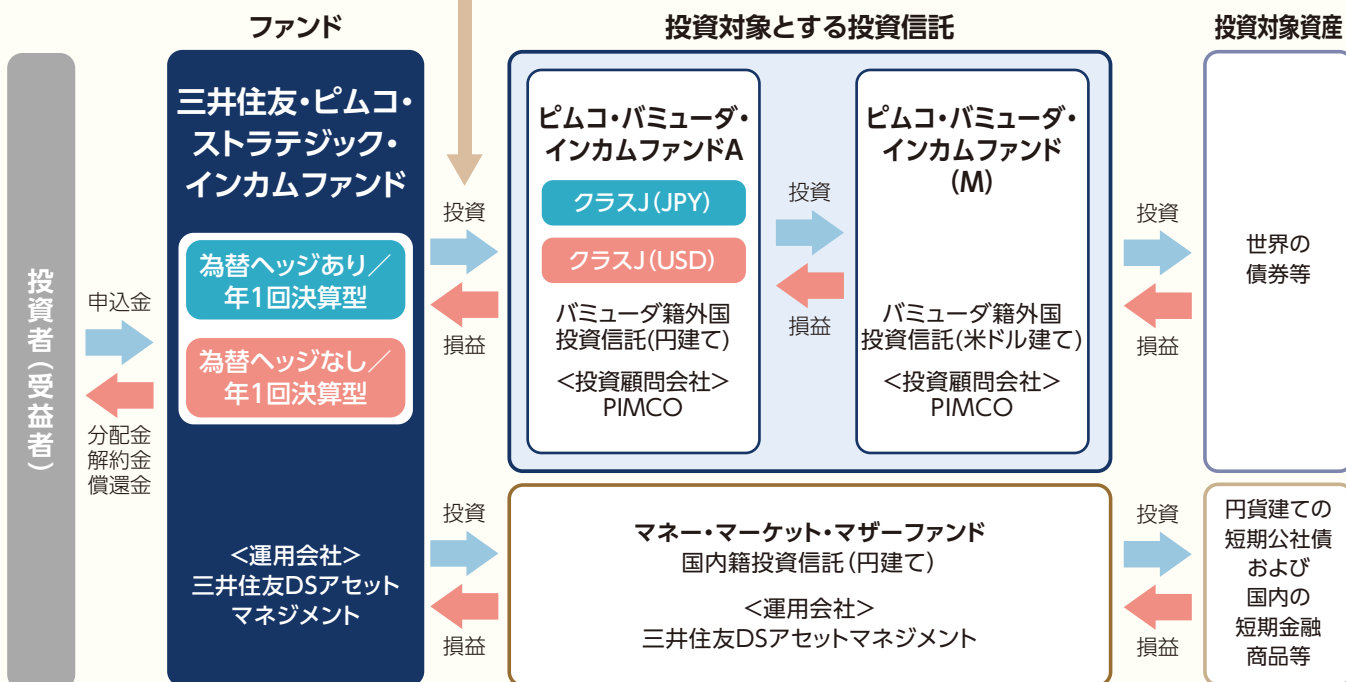 ファンド
投資対象とする投資信託
投資対象資産
投資者(受益者)
申込金
分配金
解約金
償還金
三井住友・ピムコ・
ストラテジック・
インカムファンド
為替ヘッジあり／
年1回決算型
為替ヘッジなし／
年1回決算型
<運用会社>
三井住友DSアセット
マネジメント
投資
損益
ピムコ・バミューダ・
インカムファンドA
クラスJ(JPY)
クラスJ(USD)
バミューダ籍外国
投資信託(円建て)
<投資顧問会社>
PIMCO
投資
損益
ピムコ・バミューダ・
インカムファンド
(M)
バミューダ籍外国
投資信託(米ドル建て)
<投資顧問会社>
PIMCO
投資
損益
世界の
債券等
投資
損益
マネー・マーケット・マザーファンド
国内籍投資信託(円建て)
<運用会社>
三井住友DSアセットマネジメント
投資
損益
円貨建ての
短期公社債
および
国内の
短期金融
商品等